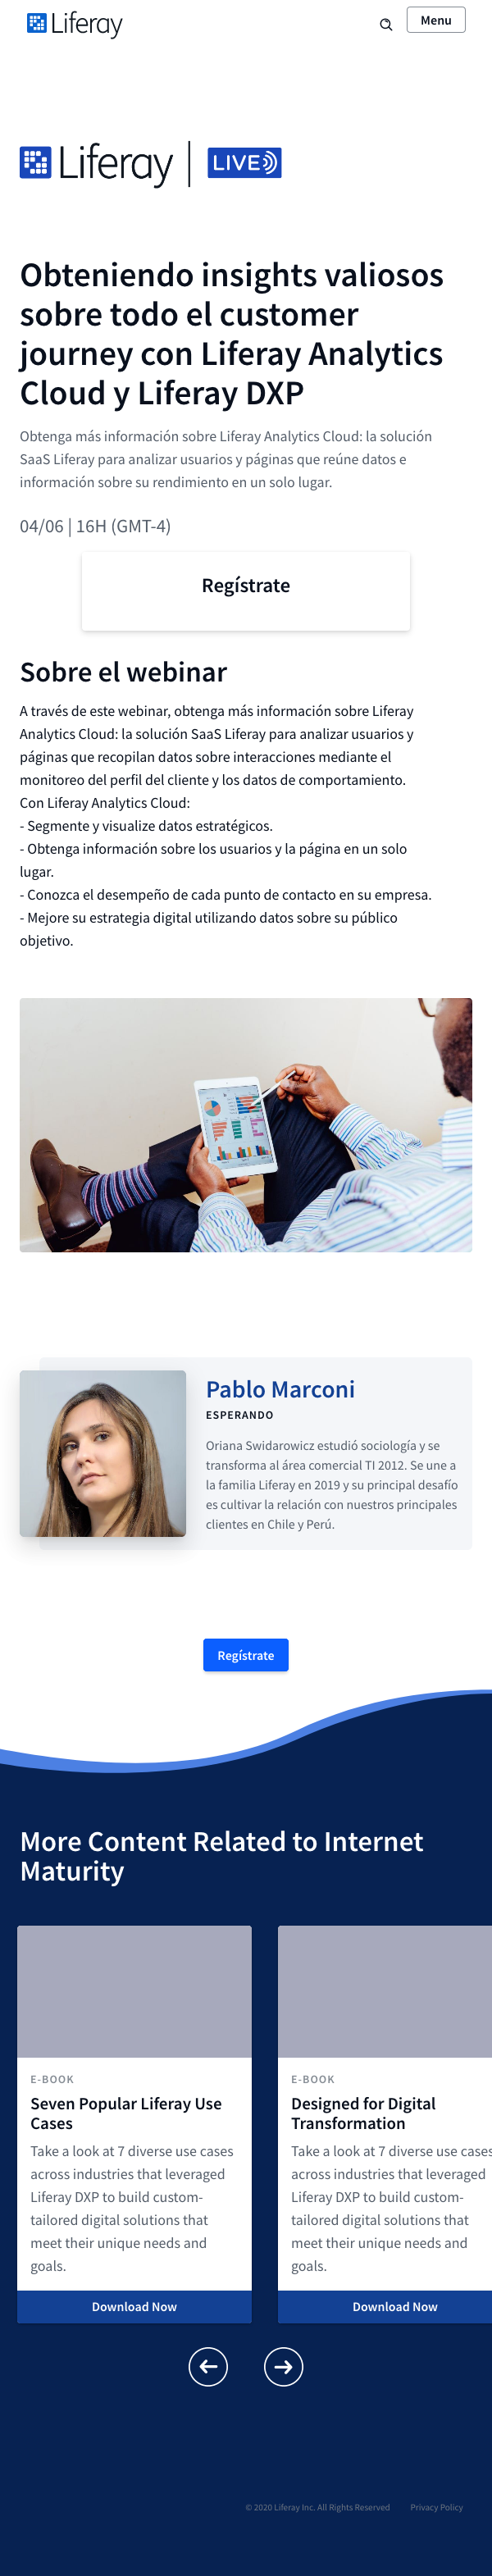 Liferay
Menu
Liferay LIVE
Obteniendo insights valiosos
sobre todo el customer
journey con Liferay Analytics
Cloud y Liferay DXP
Obtenga más información sobre Liferay Analytics Cloud: la solución
SaaS Liferay para analizar usuarios y páginas que reúne datos e
información sobre su rendimiento en un solo lugar.
04/06 | 16H (GMT-4)
Regístrate
Sobre el webinar
A través de este webinar, obtenga más información sobre Liferay
Analytics Cloud: la solución SaaS Liferay para analizar usuarios y
páginas que recopilan datos sobre interacciones mediante el
monitoreo del perfil del cliente y los datos de comportamiento.
Con Liferay Analytics Cloud:
- Segmente y visualize datos estratégicos.
- Obtenga información sobre los usuarios y la página en un solo
lugar.
- Conozca el desempeño de cada punto de contacto en su empresa.
- Mejore su estrategia digital utilizando datos sobre su público
objetivo.
Pablo Marconi
ESPERANDO
Oriana Swidarowicz estudió sociología y se
transforma al área comercial TI 2012. Se une a
la familia Liferay en 2019 y su principal desafío
es cultivar la relación con nuestros principales
clientes en Chile y Perú.
Regístrate
More Content Related to Internet
Maturity
E-BOOK
Seven Popular Liferay Use
Cases
Take a look at 7 diverse use cases
across industries that leveraged
Liferay DXP to build custom-
tailored digital solutions that
meet their unique needs and
goals.
Download Now
E-BOOK
Designed for Digital
Transformation
Take a look at 7 diverse use cases
across industries that leveraged
Liferay DXP to build custom-
tailored digital solutions that
meet their unique needs and
goals.
Download Now
© 2020 Liferay Inc. All Rights Reserved
Privacy Policy